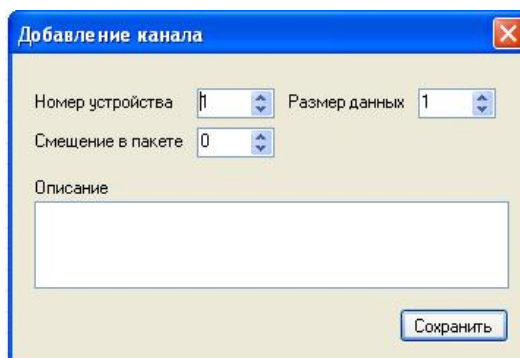 Добавление канала
Номер устройства 1 Размер данных 1
Смещение в пакете 0
Описание
Сохранить